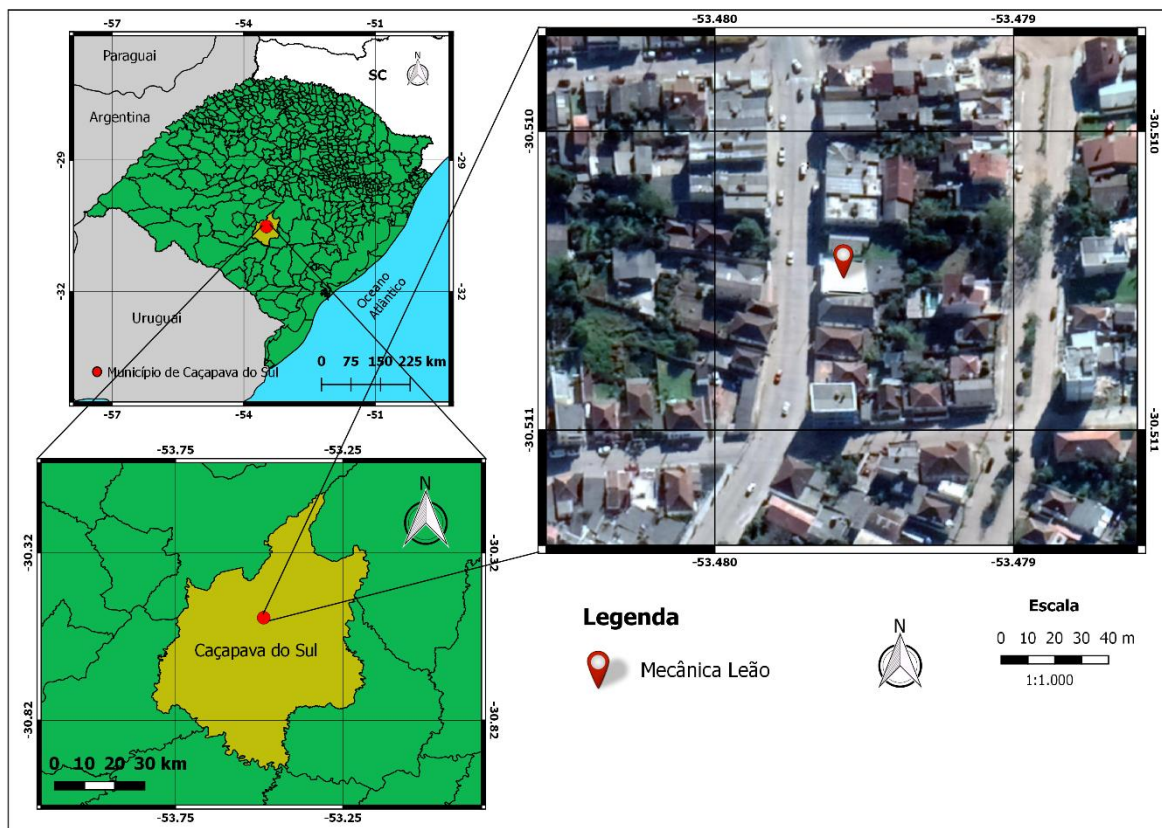 -57
-54
-51
Paraguai
N
SC
Argentina
-29
-29
-32
-32
Oceano
Atlântico
Uruguai
0 75 150 225 km
Município de Caçapava do Sul
-57
-54
-51
-53.480
-53.479
-30.510
-30.510
-30.511
-30.511
-53.480
-53.479
-53.75
-53.25
N
-30.32
-30.32
Caçapava do Sul
-30.82
-30.82
0 10 20 30 km
-53.75
-53.25
Legenda
Mecânica Leão
N
Escala
0 10 20 30 40 m
1:1.000